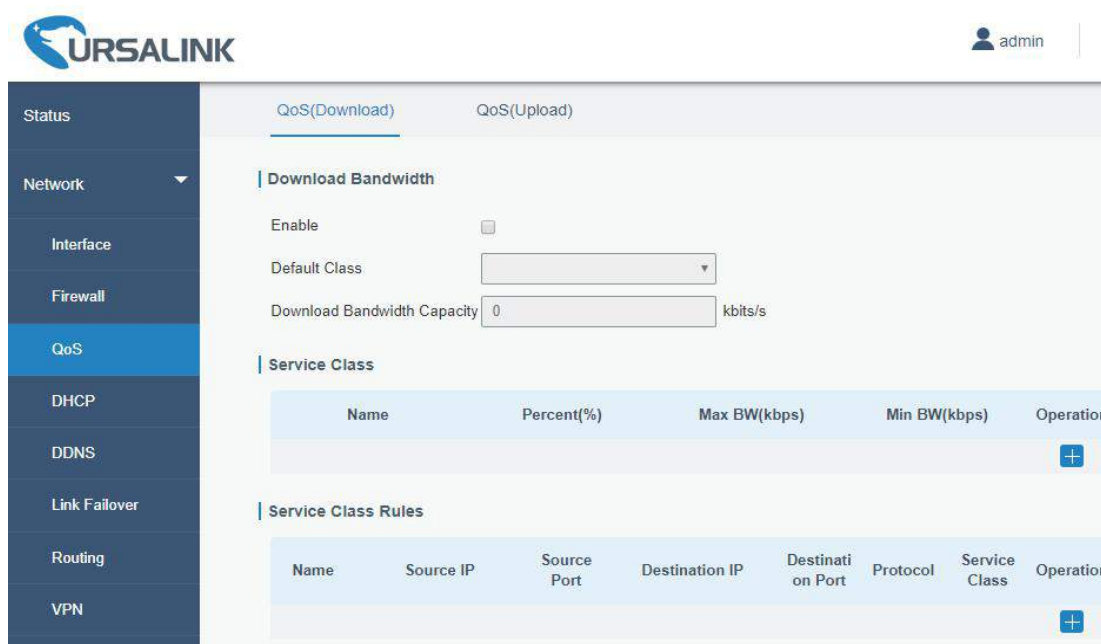 URSALINK
admin
Status
QoS(Download) QoS(Upload)
Network
Download Bandwidth
Enable
Interface
Default Class
Firewall
Download Bandwidth Capacity 0 kbits/s
QoS
Service Class
DHCP
Name Percent(%) Max BW(kbps) Min BW(kbps) Operation
DDNS
Link Failover
Service Class Rules
Routing
Name Source IP Source Port Destination IP Destinati on Port Protocol Service Class Operation
VPN